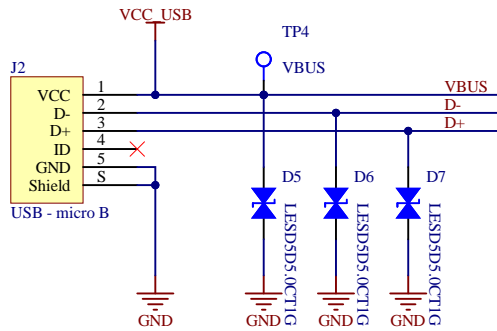 VCC_USB
TP4
J2
VBUS
VCC 1 VBUS
D- 2 D-
D+ 3 D+
ID 4
GND 5
Shield S
D5 D6 D7
USB - micro B
LESD5D5.0CT1G LESD5D5.0CT1G LESD5D5.0CT1G
GND GND GND GND